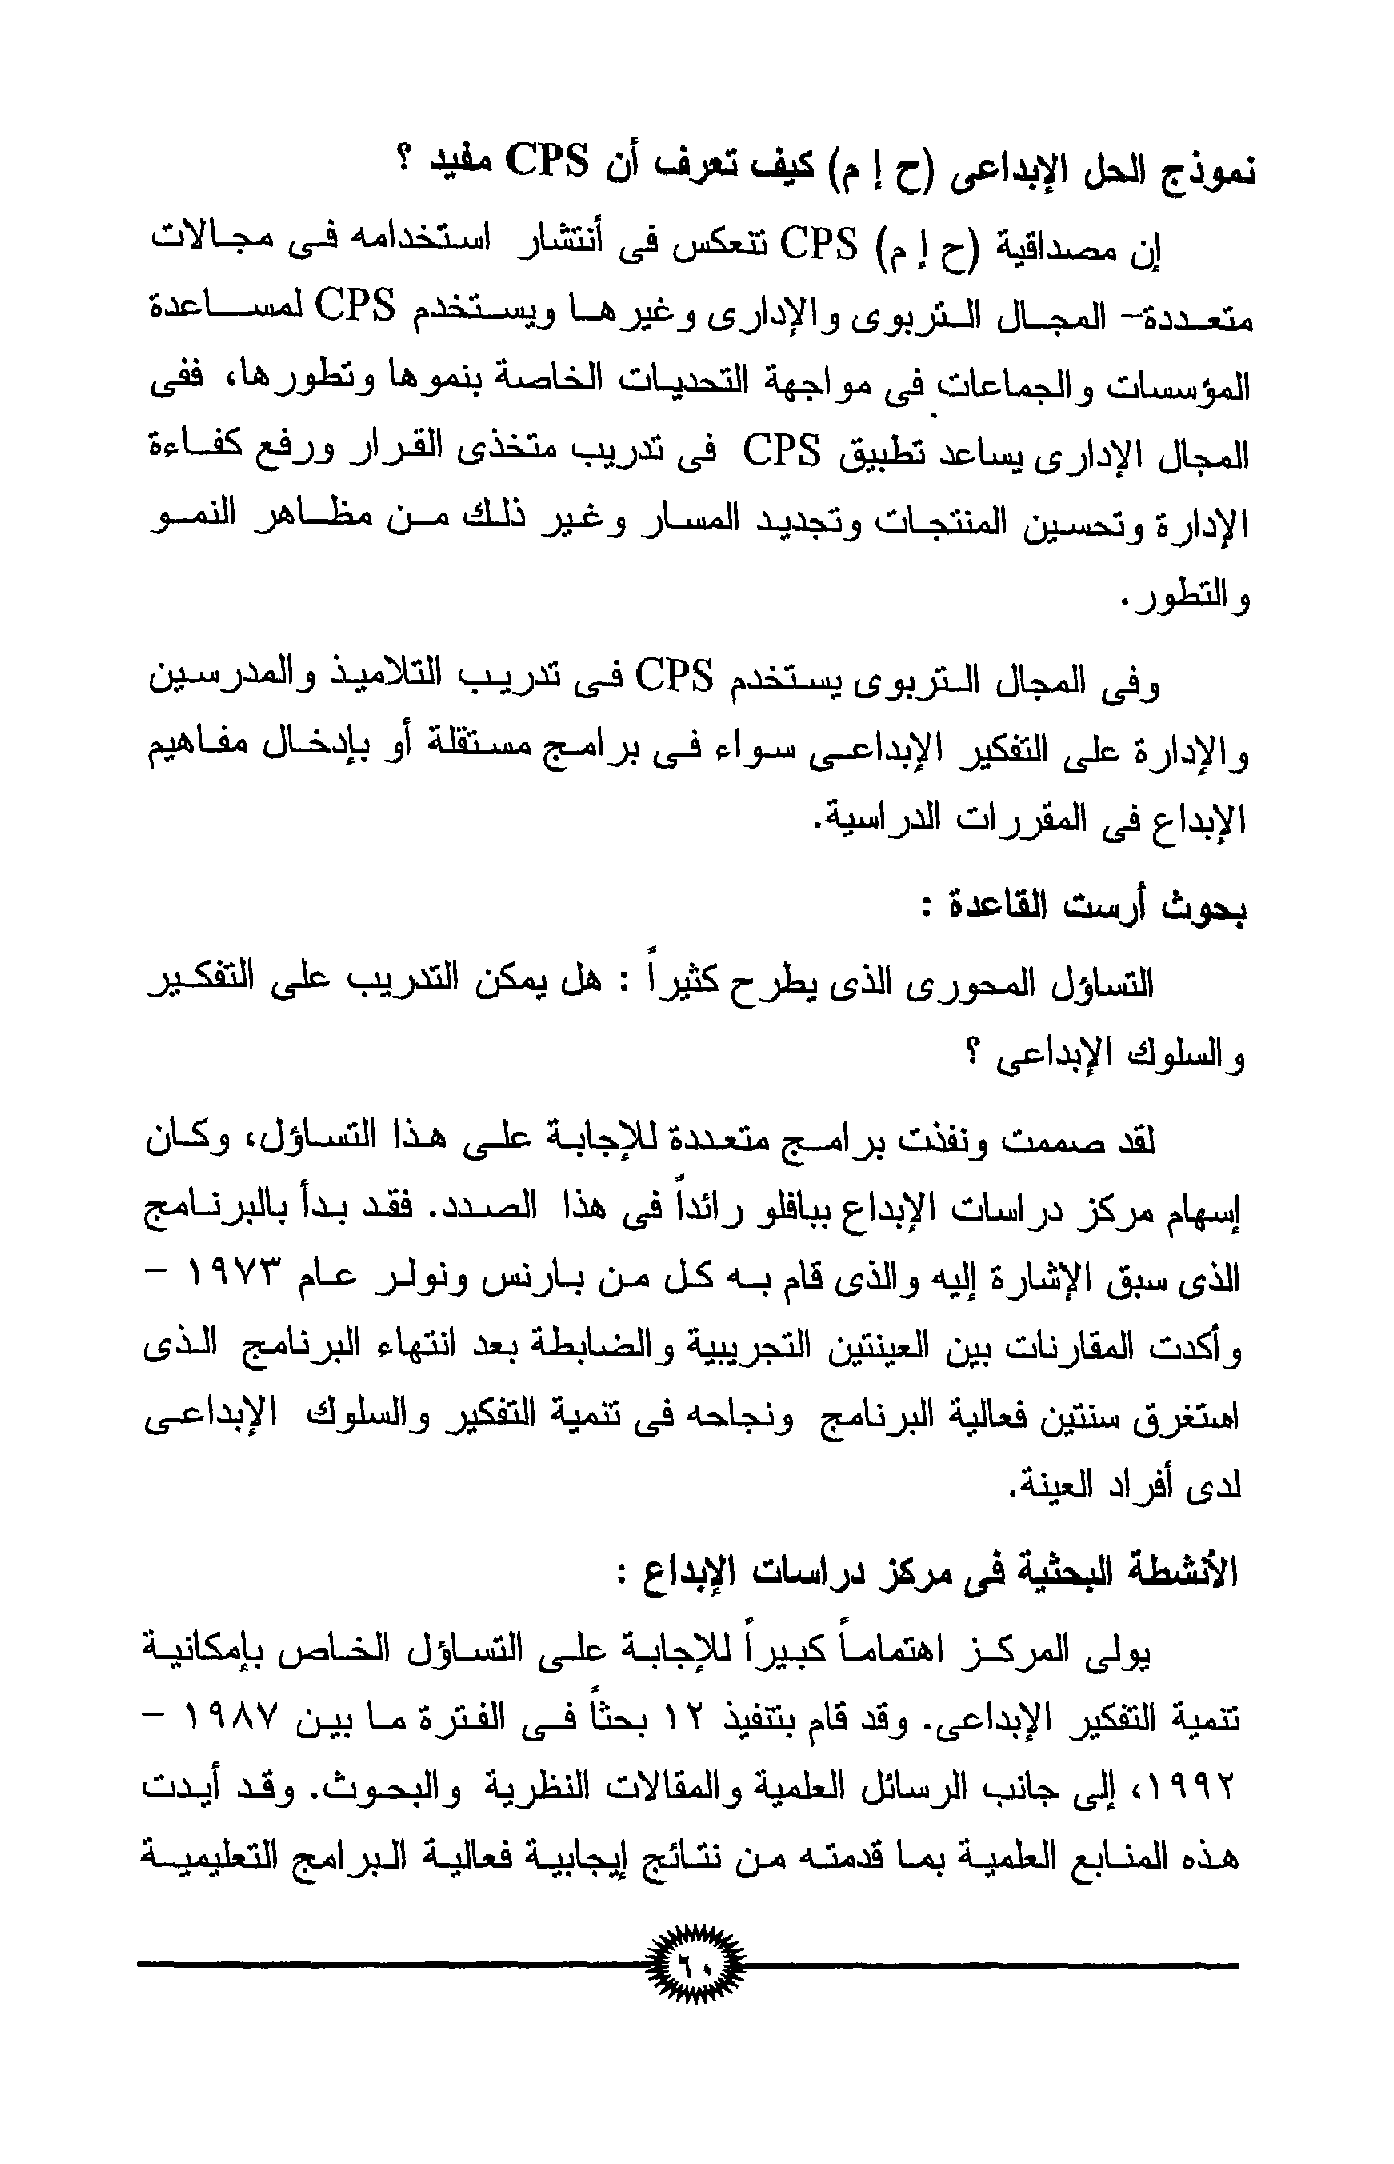 نموذج الحل الإبداعى (ح إ م) كيف تعرف أن CPS مفيد ؟
إن مصداقية (ح إ م) CPS تنعكس فى أنتشار استخدامه فى مجالات
متعددة- المجال التربوى والإدارى وغيرها ويستخدم CPS لمساعدة
المؤسسات والجماعات فى مواجهة التحديات الخاصة بنموها وتطورها، ففى
المجال الإدارى يساعد تطبيق CPS فى تدريب متخذى القرار ورفع كفاءة
الإدارة وتحسين المنتجات وتجديد المسار وغير ذلك من مظاهر النمو
والتطور.
وفى المجال التربوى يستخدم CPS فى تدريب التلاميذ والمدرسين
والإدارة على التفكير الإبداعى سواء فى برامج مستقلة أو بإدخال مفاهيم
الإبداع فى المقررات الدراسية.
بحوث أرست القاعدة :
التساؤل المحورى الذى يطرح كثيراً : هل يمكن التدريب على التفكير
والسلوك الإبداعى ؟
لقد صممت ونفذت برامج متعددة للإجابة على هذا التساؤل، وكان
إسهام مركز دراسات الإبداع ببافلو رائداً فى هذا الصدد. فقد بدأ بالبرنامج
الذى سبق الإشارة إليه والذى قام به كل من بارنس ونولر عام ١٩٧٣ -
وأكدت المقارنات بين العينتين التجريبية والضابطة بعد انتهاء البرنامج الذى
استغرق سنتين فعالية البرنامج ونجاحه فى تنمية التفكير والسلوك الإبداعى
لدى أفراد العينة.
الأنشطة البحثية فى مركز دراسات الإبداع :
يولى المركز اهتماماً كبيراً للإجابة على التساؤل الخاص بإمكانية
تنمية التفكير الإبداعى. وقد قام بتنفيذ ١٢ بحثاً فى الفترة ما بين ١٩٨٧ -
١٩٩٢، إلى جانب الرسائل العلمية والمقالات النظرية والبحوث. وقد أيدت
هذه المنابع العلمية بما قدمته من نتائج إيجابية فعالية البرامج التعليمية
٦٠